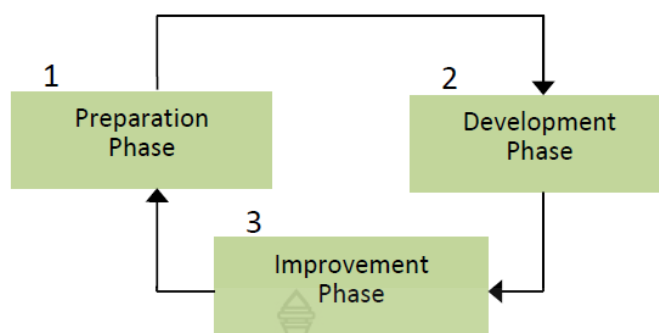 1
Preparation
Phase
2
Development
Phase
3
Improvement
Phase